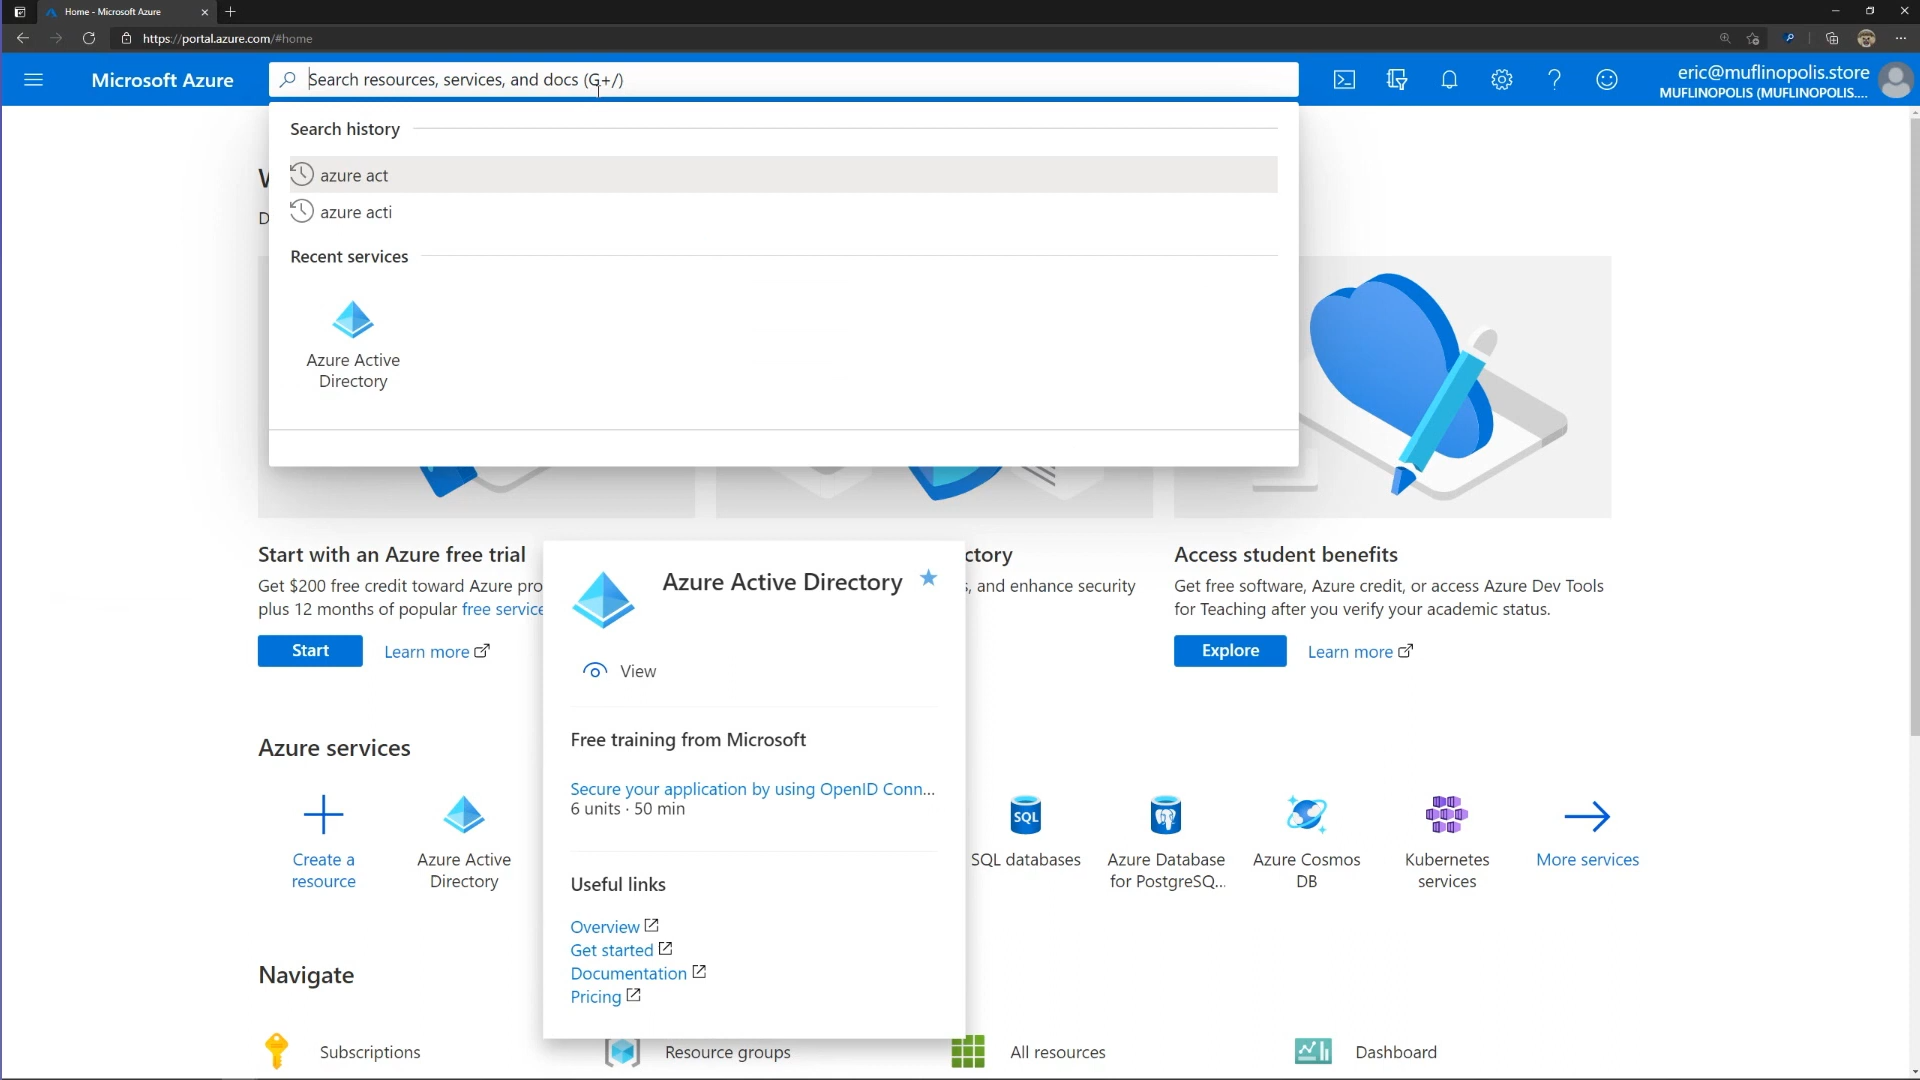 Home - Microsoft Azure
https://portal.azure.com/#home
Microsoft Azure
Search resources, services, and docs (G+/)
eric@muflinopolis.store
MUFLINOPOLIS (MUFLINOPOLIS....
Search history
azure act
azure acti
Recent services
Azure Active
Directory
W
D
Start with an Azure free trial
Get $200 free credit toward Azure pro
plus 12 months of popular free service
Start
Learn more
ctory
s, and enhance security
Access student benefits
Get free software, Azure credit, or access Azure Dev Tools
for Teaching after you verify your academic status.
Explore
Learn more
Azure Active Directory
View
Free training from Microsoft
Secure your application by using OpenID Conn...
6 units · 50 min
Useful links
Overview
Get started
Documentation
Pricing
Azure services
Create a
resource
Azure Active
Directory
SQL
SQL databases
Azure Database
for PostgreSQ...
Azure Cosmos
DB
Kubernetes
services
More services
Navigate
Subscriptions
Resource groups
All resources
Dashboard